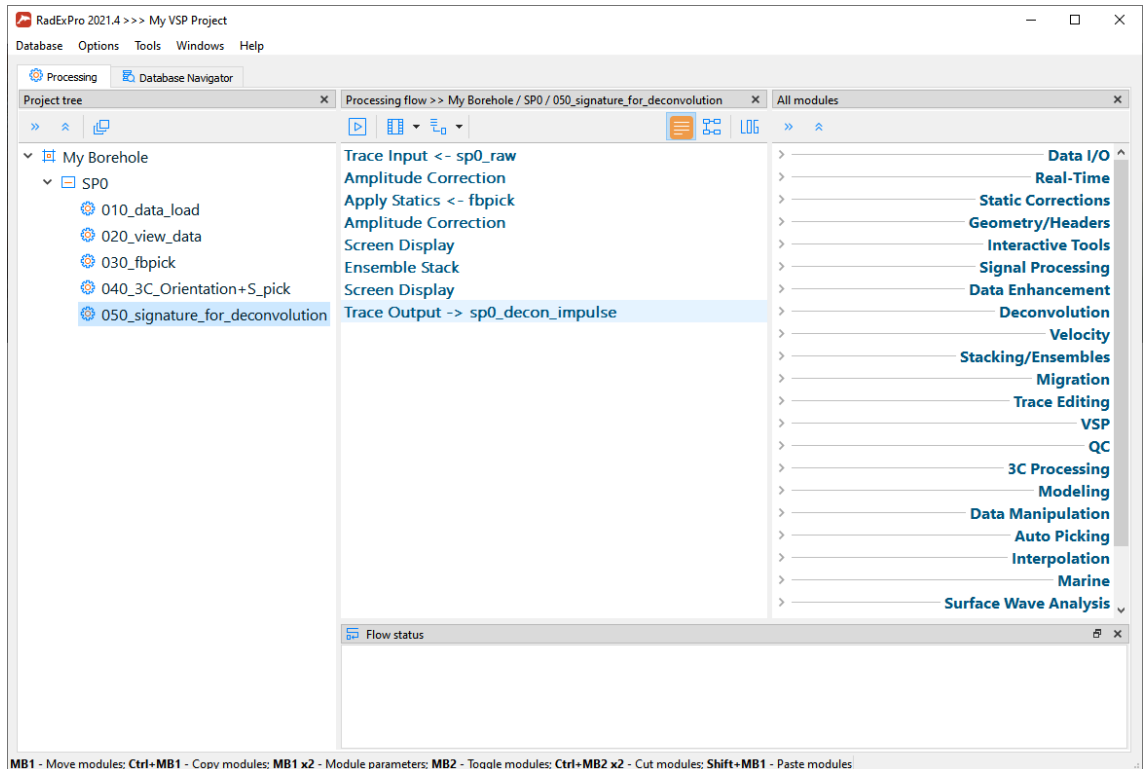 RadExPro 2021.4 >>> My VSP Project
Database Options Tools Windows Help
Processing Database Navigator
Project tree
My Borehole
SP0
010_data_load
020_view_data
030_fbpick
040_3C_Orientation+S_pick
050_signature_for_deconvolution
Processing flow >> My Borehole / SP0 / 050_signature_for_deconvolution
LOG
Trace Input <- sp0_raw
Amplitude Correction
Apply Statics <- fbpick
Amplitude Correction
Screen Display
Ensemble Stack
Screen Display
Trace Output -> sp0_decon_impulse
All modules
Data I/O
Real-Time
Static Corrections
Geometry/Headers
Interactive Tools
Signal Processing
Data Enhancement
Deconvolution
Velocity
Stacking/Ensembles
Migration
Trace Editing
VSP
QC
3C Processing
Modeling
Data Manipulation
Auto Picking
Interpolation
Marine
Surface Wave Analysis
Flow status
MB1 - Move modules; Ctrl+MB1 - Copy modules; MB1 x2 - Module parameters; MB2 - Toggle modules; Ctrl+MB2 x2 - Cut modules; Shift+MB1 - Paste modules